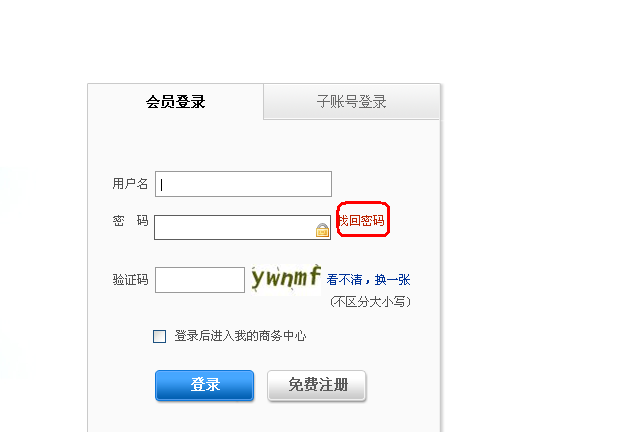 会员登录 子账号登录
用户名
密 码 找回密码
验证码 ywnmf 看不清，换一张
(不区分大小写)
登录后进入我的商务中心
登录 免费注册